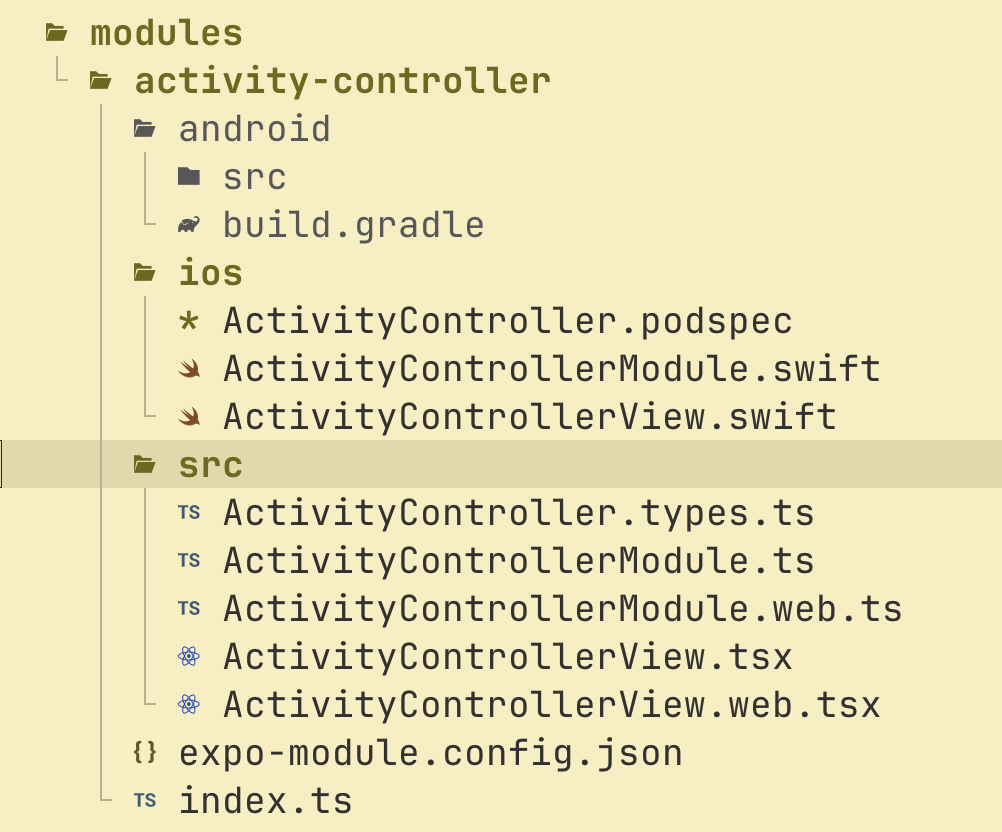 modules
activity-controller
android
src
build.gradle
ios
* ActivityController.podspec
ActivityControllerModule.swift
ActivityControllerView.swift
src
TS ActivityController.types.ts
TS ActivityControllerModule.ts
TS ActivityControllerModule.web.ts
ActivityControllerView.tsx
ActivityControllerView.web.tsx
{} expo-module.config.json
TS index.ts